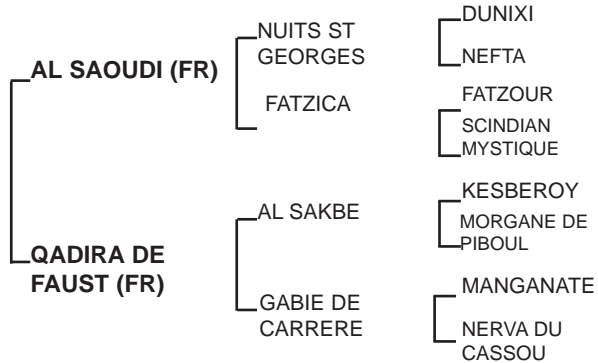 DUNIXI
NUITS ST
GEORGES
NEFTA
AL SAOUDI (FR)
FATZICA
FATZOUR
SCINDIAN
MYSTIQUE
KESBEROY
AL SAKBE
MORGANE DE
PIBOUL
QADIRA DE
FAUST (FR)
MANGANATE
GABIE DE
CARRERE
NERVA DU
CASSOU